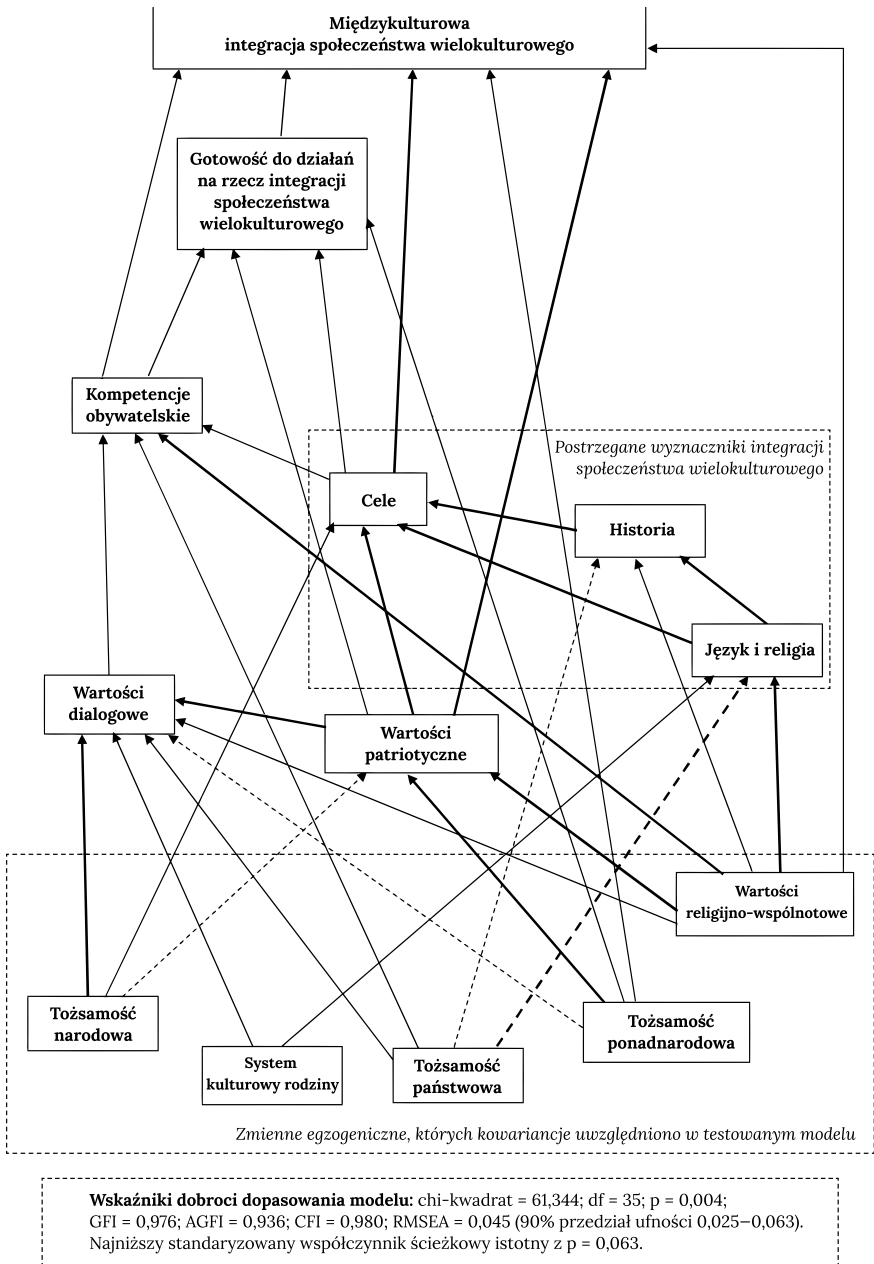 Międzykulturowa
integracja społeczeństwa wielokulturowego
Gotowość do działań
na rzecz integracji
społeczeństwa
wielokulturowego
Kompetencje
obywatelskie
Postrzegane wyznaczniki integracji
społeczeństwa wielokulturowego
Cele
Historia
Język i religia
Wartości
dialogowe
Wartości
patriotyczne
Wartości
religijno-wspólnotowe
Tożsamość
narodowa
System
kulturowy rodziny
Tożsamość
państwowa
Tożsamość
ponadnarodowa
Zmienne egzogeniczne, których kowariancje uwzględniono w testowanym modelu
Wskaźniki dobroci dopasowania modelu: chi-kwadrat = 61,344; df = 35; p = 0,004;
GFI = 0,976; AGFI = 0,936; CFI = 0,980; RMSEA = 0,045 (90% przedział ufności 0,025–0,063).
Najniższy standaryzowany współczynnik ścieżkowy istotny z p = 0,063.